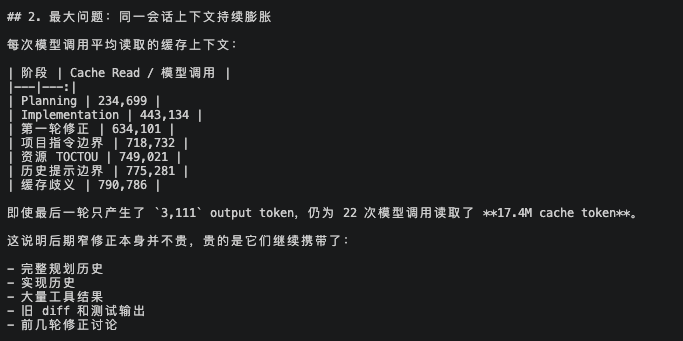 ## 2. 最大问题：同一会话上下文持续膨胀
每次模型调用平均读取的缓存上下文：
| 阶段 | Cache Read / 模型调用 |
|---|---:|
| Planning | 234,699 |
| Implementation | 443,134 |
| 第一轮修正 | 634,101 |
| 项目指令边界 | 718,732 |
| 资源 TOCTOU | 749,021 |
| 历史提示边界 | 775,281 |
| 缓存歧义 | 790,786 |
即使最后一轮只产生了 `3,111` output token，仍为 22 次模型调用读取了 **17.4M cache token**。
这说明后期窄修正本身并不贵，贵的是它们继续携带了：
- 完整规划历史
- 实现历史
- 大量工具结果
- 旧 diff 和测试输出
- 前几轮修正讨论